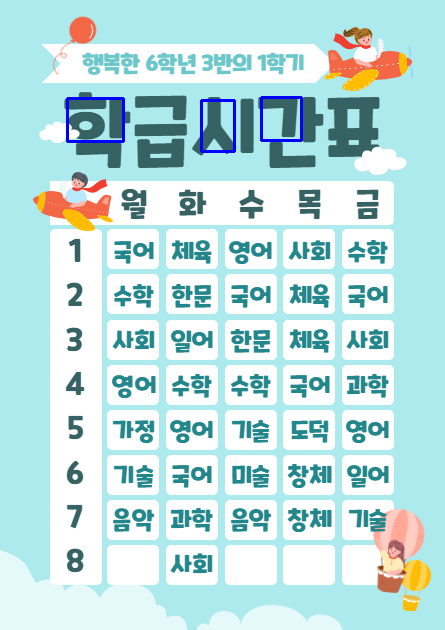 행복한 6학년 3반의 1학기
학급시간표
월 화 수 목 금
1 국어 체육 영어 사회 수학
2 수학 한문 국어 체육 국어
3 사회 일어 한문 체육 사회
4 영어 수학 수학 국어 과학
5 가정 영어 기술 도덕 영어
6 기술 국어 미술 창체 일어
7 음악 과학 음악 창체 기술
8 사회